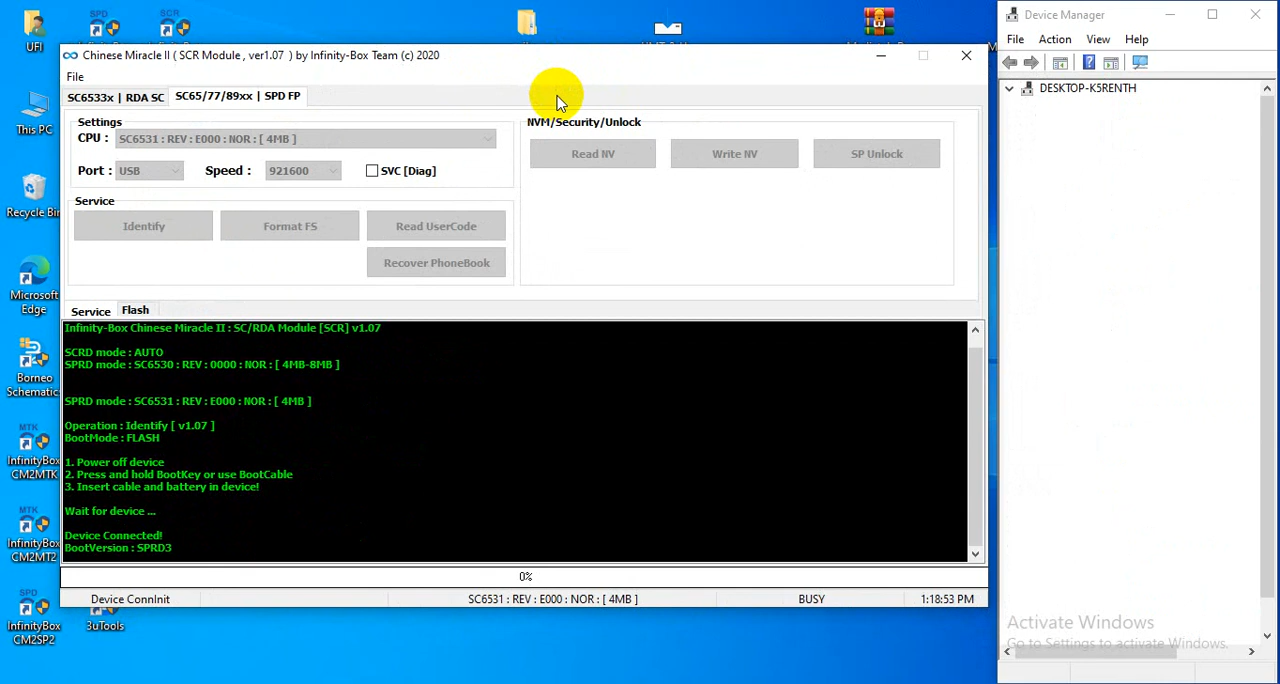 UFI
SPD
SCR
Device Manager
File
Action
View
Help
DESKTOP-K5RENTH
Chinese Miracle II ( SCR Module , ver1.07 ) by Infinity-Box Team (c) 2020
File
SC6533x | RDA SC
SC65/77/89xx | SPD FP
Settings
CPU :
SC6531 : REV : E000 : NOR : [ 4MB ]
Port :
USB
Speed :
921600
SVC [Diag]
Service
Identify
Format FS
Read UserCode
Recover PhoneBook
NVM/Security/Unlock
Read NV
Write NV
SP Unlock
Service
Flash
Infinity-Box Chinese Miracle II : SC/RDA Module [SCR] v1.07
SCRD mode : AUTO
SPRD mode : SC6530 : REV : 0000 : NOR : [ 4MB-8MB ]
SPRD mode : SC6531 : REV : E000 : NOR : [ 4MB ]
Operation : Identify [ v1.07 ]
BootMode : FLASH
1. Power off device
2. Press and hold BootKey or use BootCable
3. Insert cable and battery in device!
Wait for device ...
Device Connected!
BootVersion : SPRD3
0%
Device ConnInit
SC6531 : REV : E000 : NOR : [ 4MB ]
BUSY
1:18:53 PM
This PC
Recycle Bin
Microsoft
Edge
Borneo
Schematics
MTK
InfinityBox
CM2MTK
MTK
InfinityBox
CM2MT2
SPD
InfinityBox
CM2SP2
3uTools
Activate Windows
Go to Settings to activate Windows.